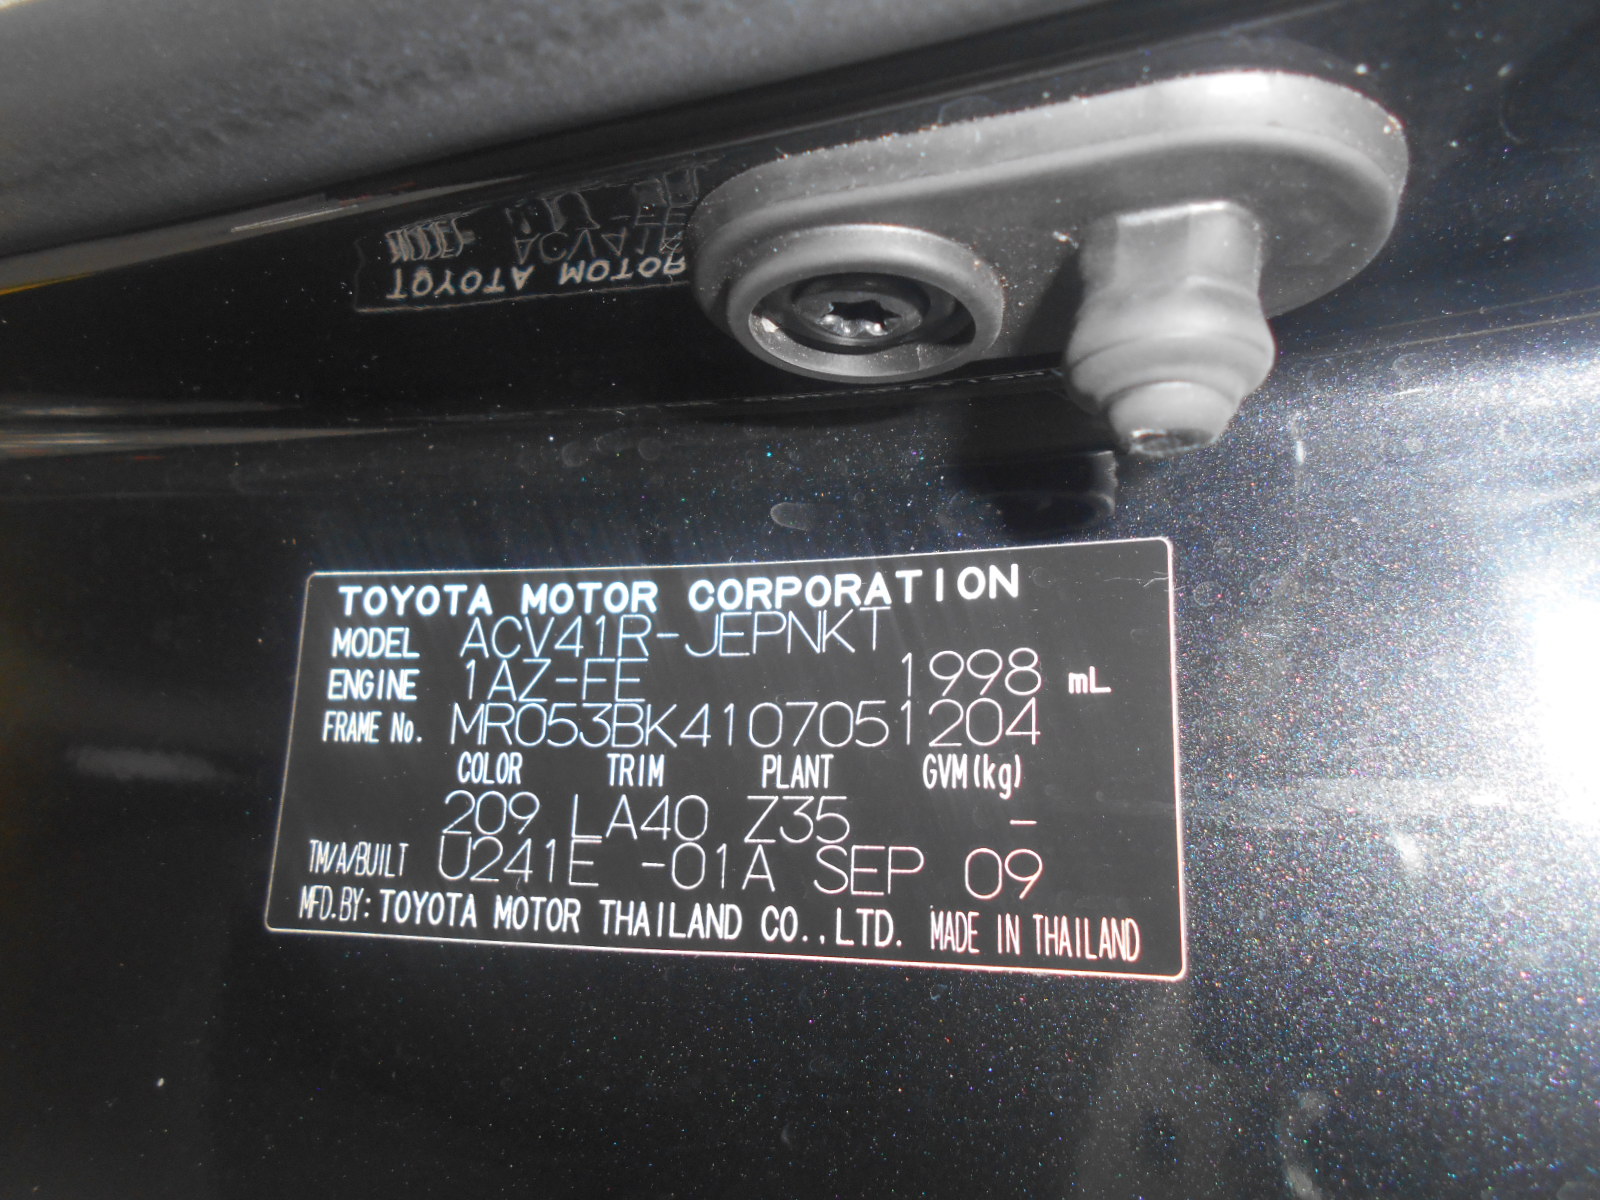 TOYOTA MOTOR CORPORATION
MODEL ACV41R-JEPNKT
ENGINE 1AZ-FE 1998 mL
FRAME No. MR053BK4107051204
COLOR TRIM PLANT GVM(kg)
209 LA40 Z35 -
TM/A/BUILT U241E -01A SEP 09
MFD.BY: TOYOTA MOTOR THAILAND CO.,LTD. MADE IN THAILAND